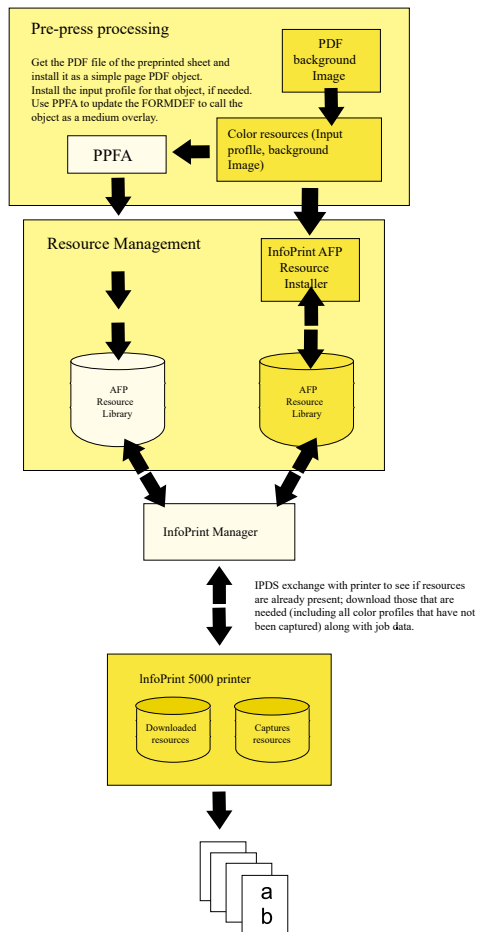 Pre-press processing
Get the PDF file of the preprinted sheet and
install it as a simple page PDF object.
Install the input profile for that object, if needed.
Use PPFA to update the FORMDEF to call the
object as a medium overlay.
PDF
background
Image
Color resources (Input
profile, background
Image)
PPFA
Resource Management
InfoPrint AFP
Resource
Installer
AFP
Resource
Library
AFP
Resource
Library
InfoPrint Manager
IPDS exchange with printer to see if resources
are already present; download those that are
needed (including all color profiles that have not
been captured) along with job data.
lnfoPrint 5000 printer
Downloaded
resources
Captures
resources
a
b